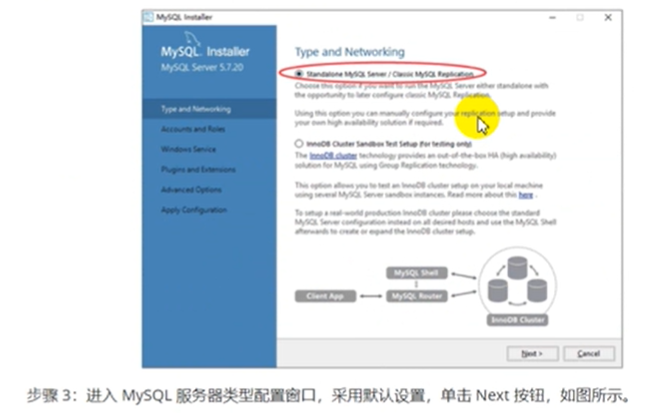 MySQL Installer
MySQL. Installer
MySQL Server 5.7.20
Type and Networking
Accounts and Roles
Windows Service
Plugins and Extensions
Advanced Options
Apply Configuration
Type and Networking
Standalone MySQL Server / Classic MySQL Replication
Choose this option if you want to run the MySQL Server either standalone with
the opportunity to later configure classic MySQL Replication.
Using this option you can manually configure your replication setup and provide
your own high availability solution if required.
InnoDB Cluster Sandbox Test Setup (for testing only)
The InnoDB cluster technology provides an out-of-the-box HA (high availability)
solution for MySQL using Group Replication technology.
This option allows you to test an InnoDB cluster setup on your local machine
using several MySQL Server sandbox instances. Read more about this here .
To setup a real-world production InnoDB cluster please choose the standard
MySQL Server configuration instead on all desired hosts and use the MySQL Shell
afterwards to create or expand the InnoDB cluster setup.
MySQL Shell
Client App
MySQL Router
InnoDB Cluster
Next >
Cancel
步骤 3：进入 MySQL 服务器类型配置窗口，采用默认设置，单击 Next 按钮，如图所示。